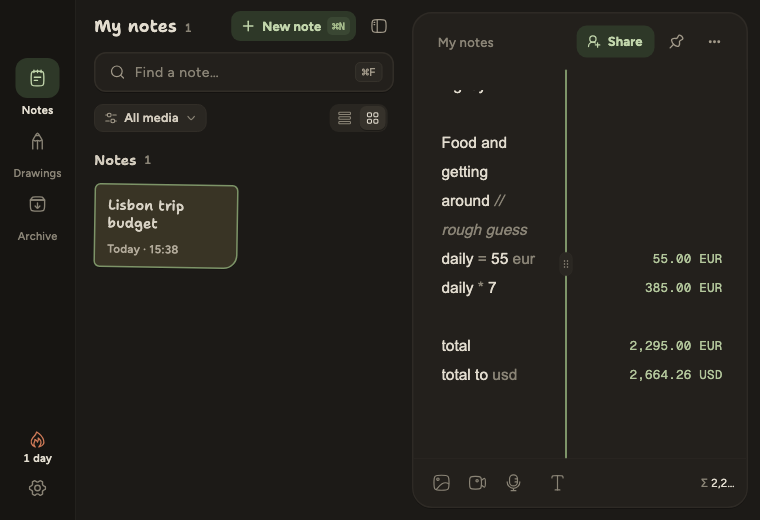 My notes 1
New note ⌘N
Find a note… ⌘F
All media
Notes 1
Lisbon trip
budget
Today · 15:38
Notes
Drawings
Archive
1 day
My notes
Share
Food and
getting
around //
rough guess
daily = 55 eur 55.00 EUR
daily * 7 385.00 EUR
total 2,295.00 EUR
total to usd 2,664.26 USD
Σ 2,2…